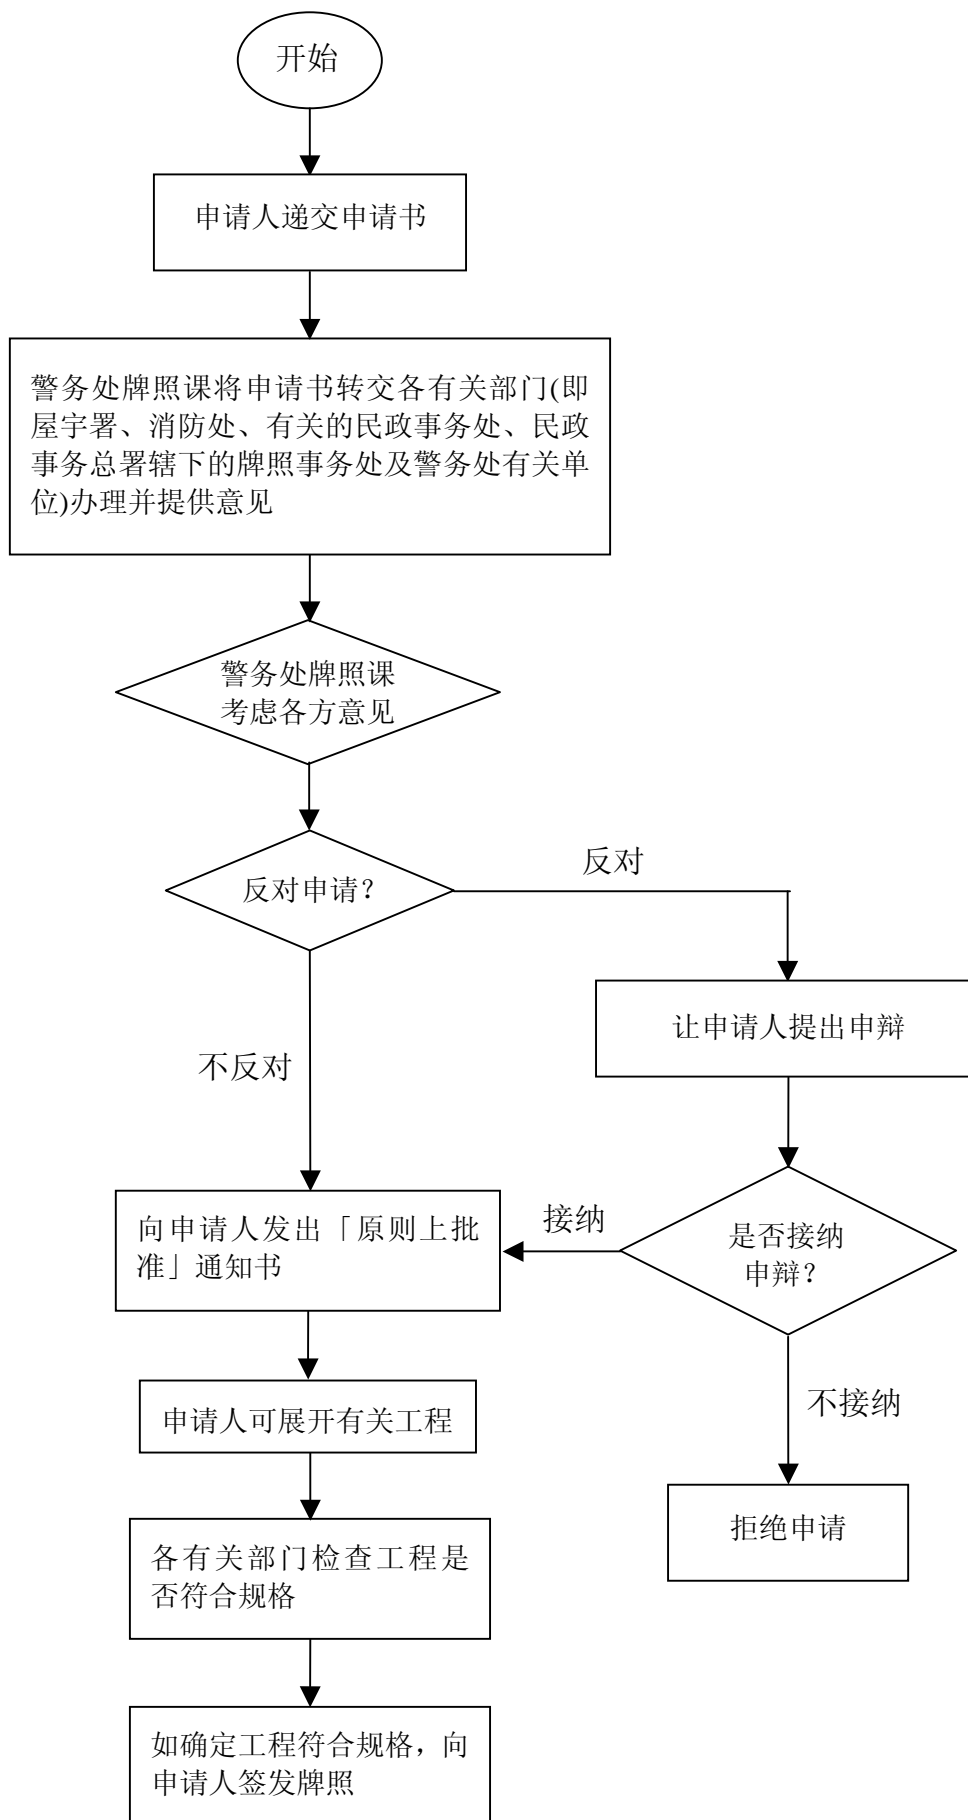 开始
申请人递交申请书
警务处牌照课将申请书转交各有关部门(即
屋宇署、消防处、有关的民政事务处、民政
事务总署辖下的牌照事务处及警务处有关单
位)办理并提供意见
警务处牌照课
考虑各方意见
反对申请？
反对
让申请人提出申辩
不反对
向申请人发出「原则上批
准」通知书
接纳
是否接纳
申辩？
申请人可展开有关工程
不接纳
各有关部门检查工程是
否符合规格
拒绝申请
如确定工程符合规格，向
申请人签发牌照